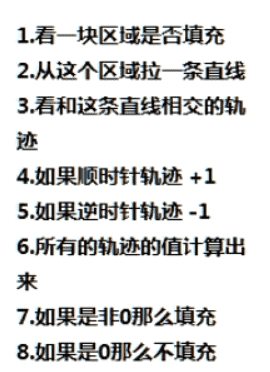 1.看一块区域是否填充
2.从这个区域拉一条直线
3.看和这条直线相交的轨
迹
4.如果顺时针轨迹 +1
5.如果逆时针轨迹 -1
6.所有的轨迹的值计算出
来
7.如果是非0那么填充
8.如果是0那么不填充